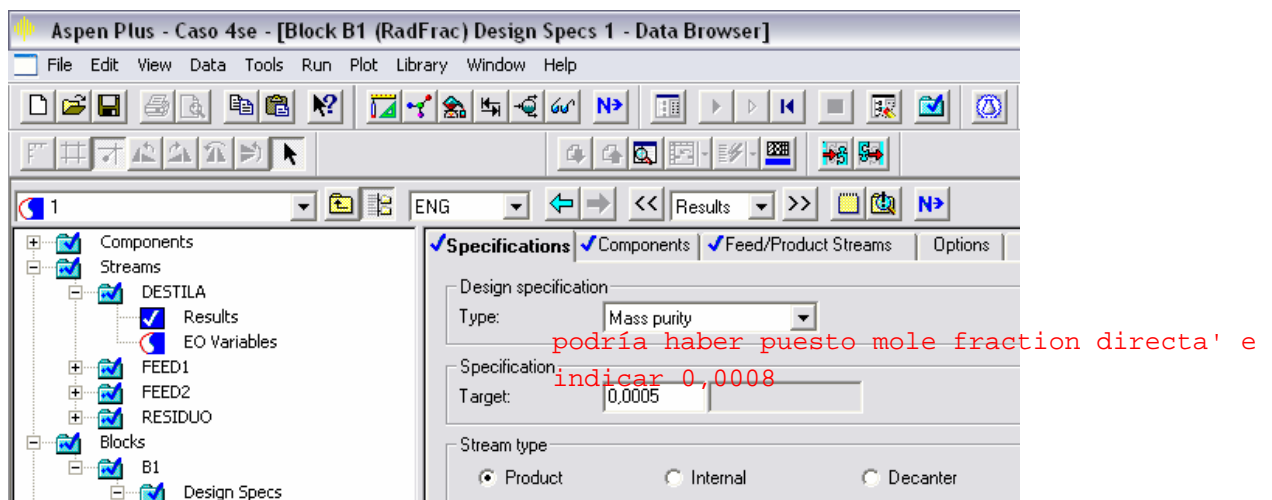 Aspen Plus - Caso 4se - [Block B1 (RadFrac) Design Specs 1 - Data Browser]
File Edit View Data Tools Run Plot Library Window Help
N
1 ENG << Results >> N
Components
Streams
DESTILA
Results
EO Variables
FEED1
FEED2
RESIDUO
Blocks
B1
Design Specs
Specifications Components Feed/Product Streams Options
Design specification
Type: Mass purity
podría haber puesto mole fraction directa' e
indicar 0,0008
Specification
Target: 0,0005
Stream type
Product Internal Decanter